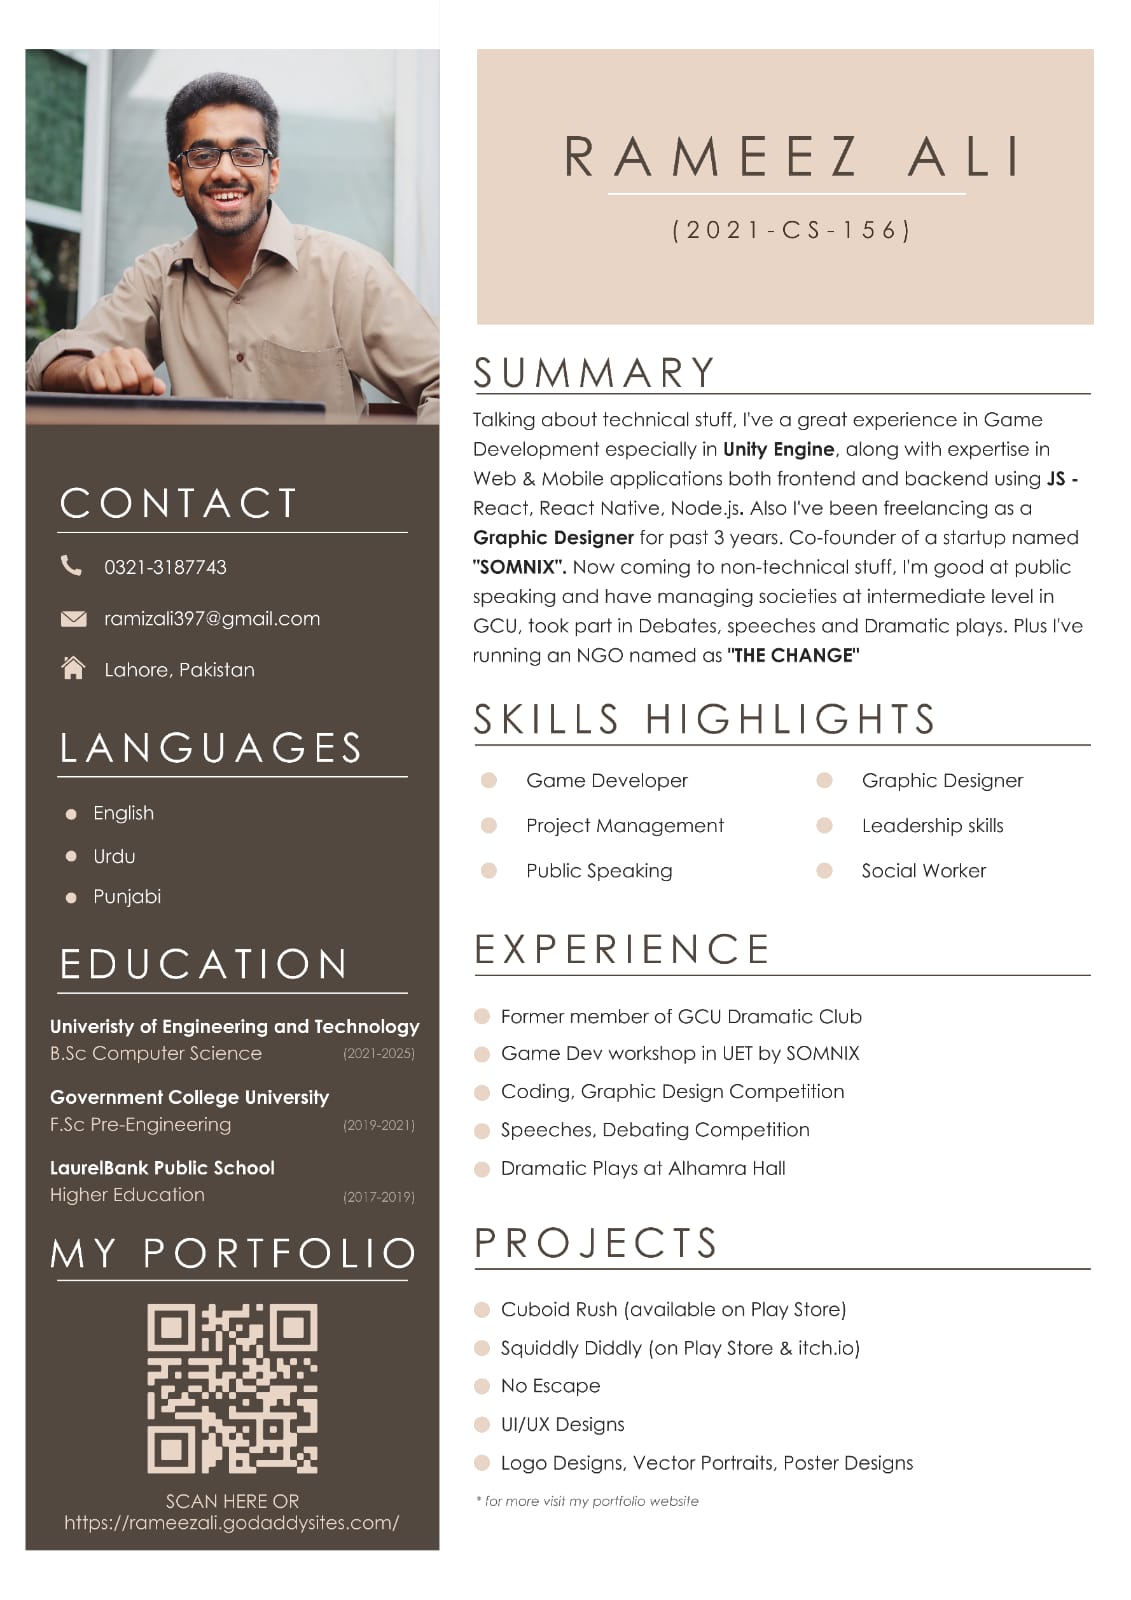 RAMEEZ ALI
(2021-CS-156)
CONTACT
0321-3187743
ramizali397@gmail.com
Lahore, Pakistan
LANGUAGES
English
Urdu
Punjabi
EDUCATION
Univeristy of Engineering and Technology
B.Sc Computer Science (2021-2025)
Government College University
F.Sc Pre-Engineering (2019-2021)
LaurelBank Public School
Higher Education (2017-2019)
MY PORTFOLIO
SCAN HERE OR
https://rameezali.godaddysites.com/
SUMMARY
Talking about technical stuff, I've a great experience in Game
Development especially in Unity Engine, along with expertise in
Web & Mobile applications both frontend and backend using JS -
React, React Native, Node.js. Also I've been freelancing as a
Graphic Designer for past 3 years. Co-founder of a startup named
"SOMNIX". Now coming to non-technical stuff, I'm good at public
speaking and have managing societies at intermediate level in
GCU, took part in Debates, speeches and Dramatic plays. Plus I've
running an NGO named as "THE CHANGE"
SKILLS HIGHLIGHTS
Game Developer
Graphic Designer
Project Management
Leadership skills
Public Speaking
Social Worker
EXPERIENCE
Former member of GCU Dramatic Club
Game Dev workshop in UET by SOMNIX
Coding, Graphic Design Competition
Speeches, Debating Competition
Dramatic Plays at Alhamra Hall
PROJECTS
Cuboid Rush (available on Play Store)
Squiddly Diddly (on Play Store & itch.io)
No Escape
UI/UX Designs
Logo Designs, Vector Portraits, Poster Designs
* for more visit my portfolio website